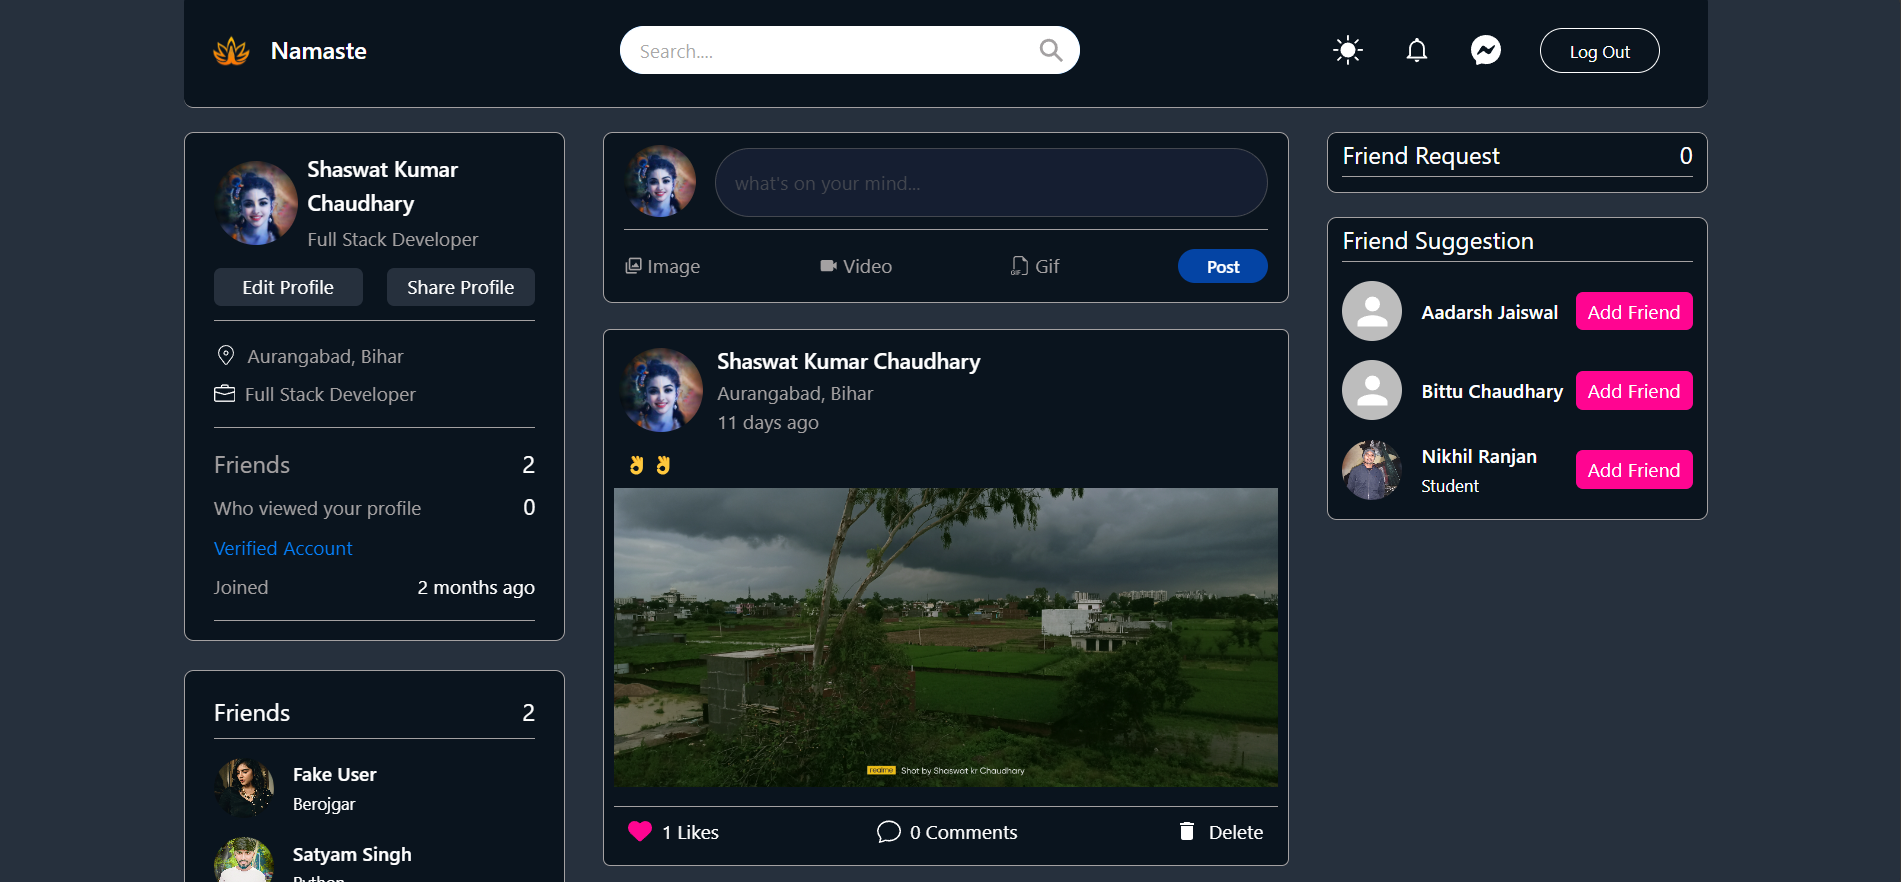 Namaste
Search....
Log Out
Shaswat Kumar
Chaudhary
Full Stack Developer
Edit Profile
Share Profile
Aurangabad, Bihar
Full Stack Developer
Friends 2
Who viewed your profile 0
Verified Account
Joined 2 months ago
Friends 2
Fake User
Berojgar
Satyam Singh
Python
what's on your mind...
Image
Video
GIF
Gif
Post
Shaswat Kumar Chaudhary
Aurangabad, Bihar
11 days ago
👌 👌
realme Shot by Shaswat kr Chaudhary
1 Likes
0 Comments
Delete
Friend Request 0
Friend Suggestion
Aadarsh Jaiswal
Add Friend
Bittu Chaudhary
Add Friend
Nikhil Ranjan
Student
Add Friend